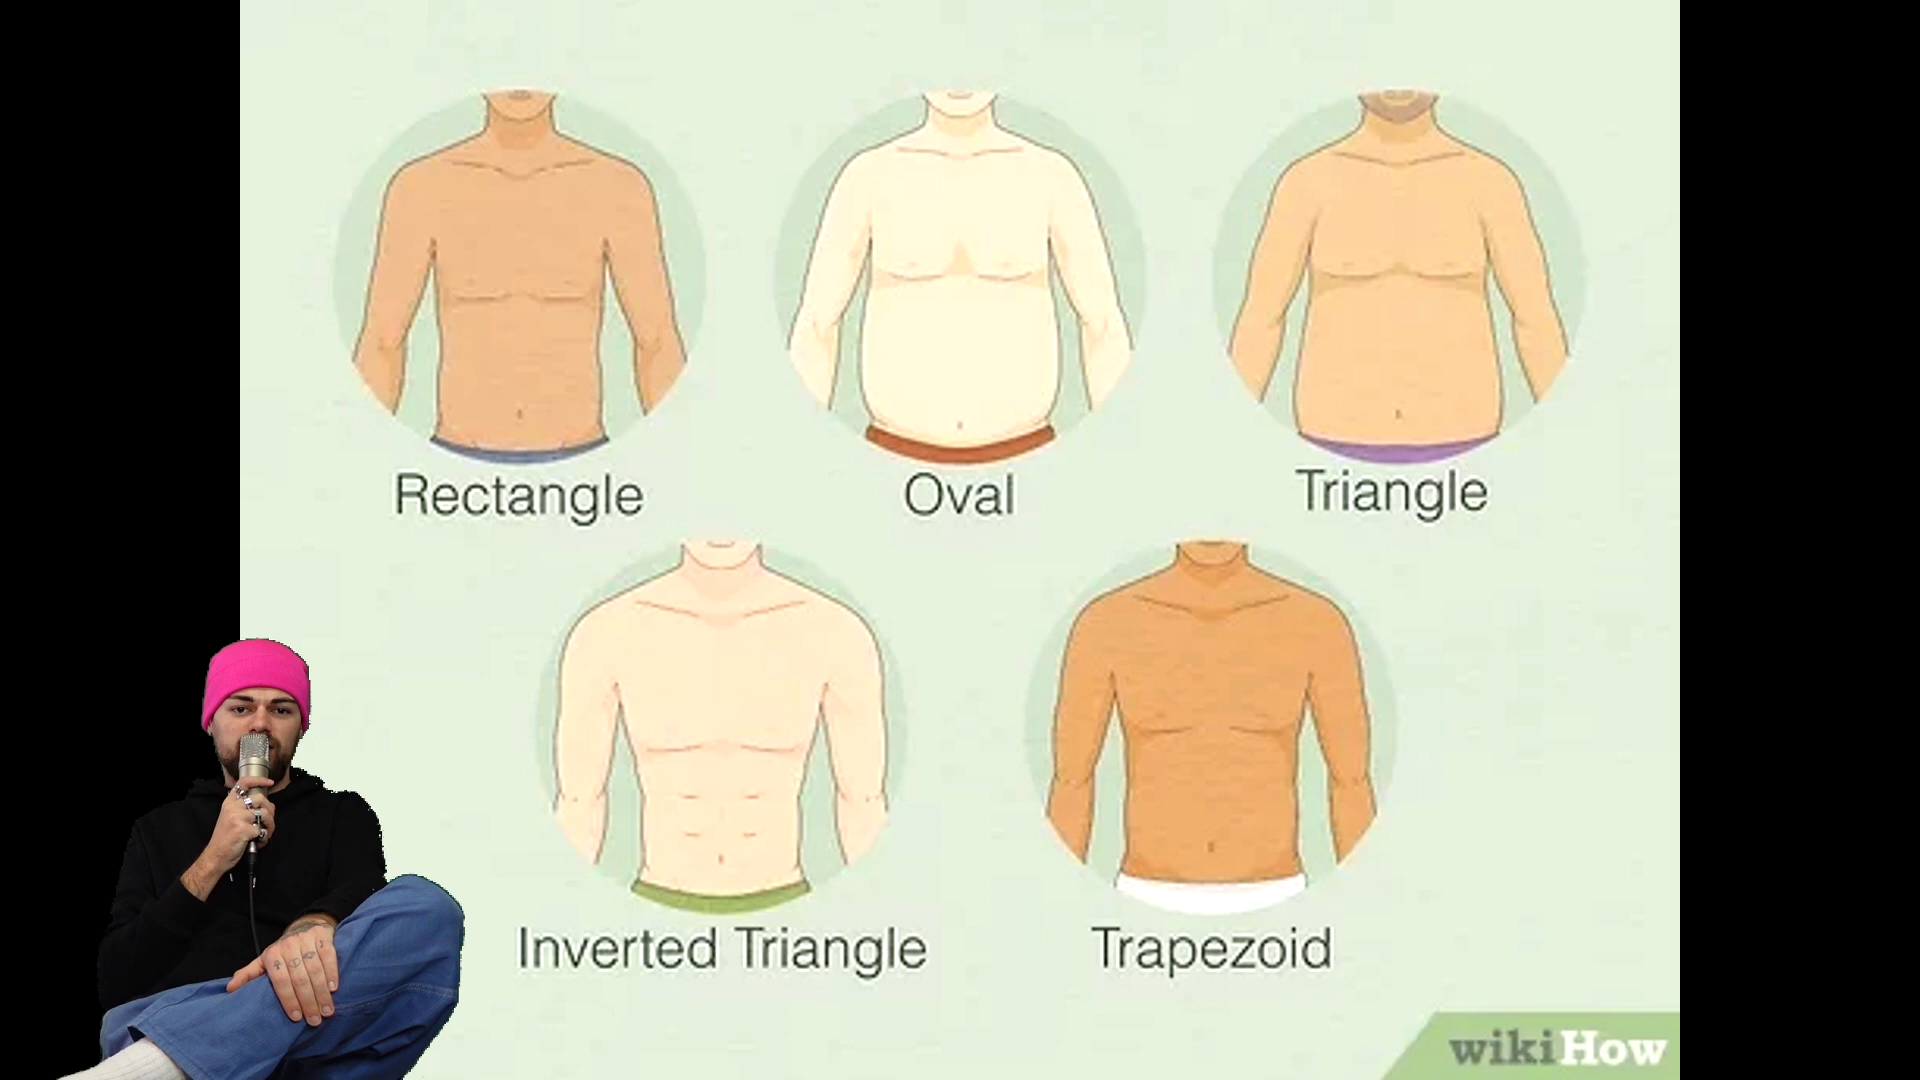 Rectangle
Oval
Triangle
Inverted Triangle
Trapezoid
wikiHow